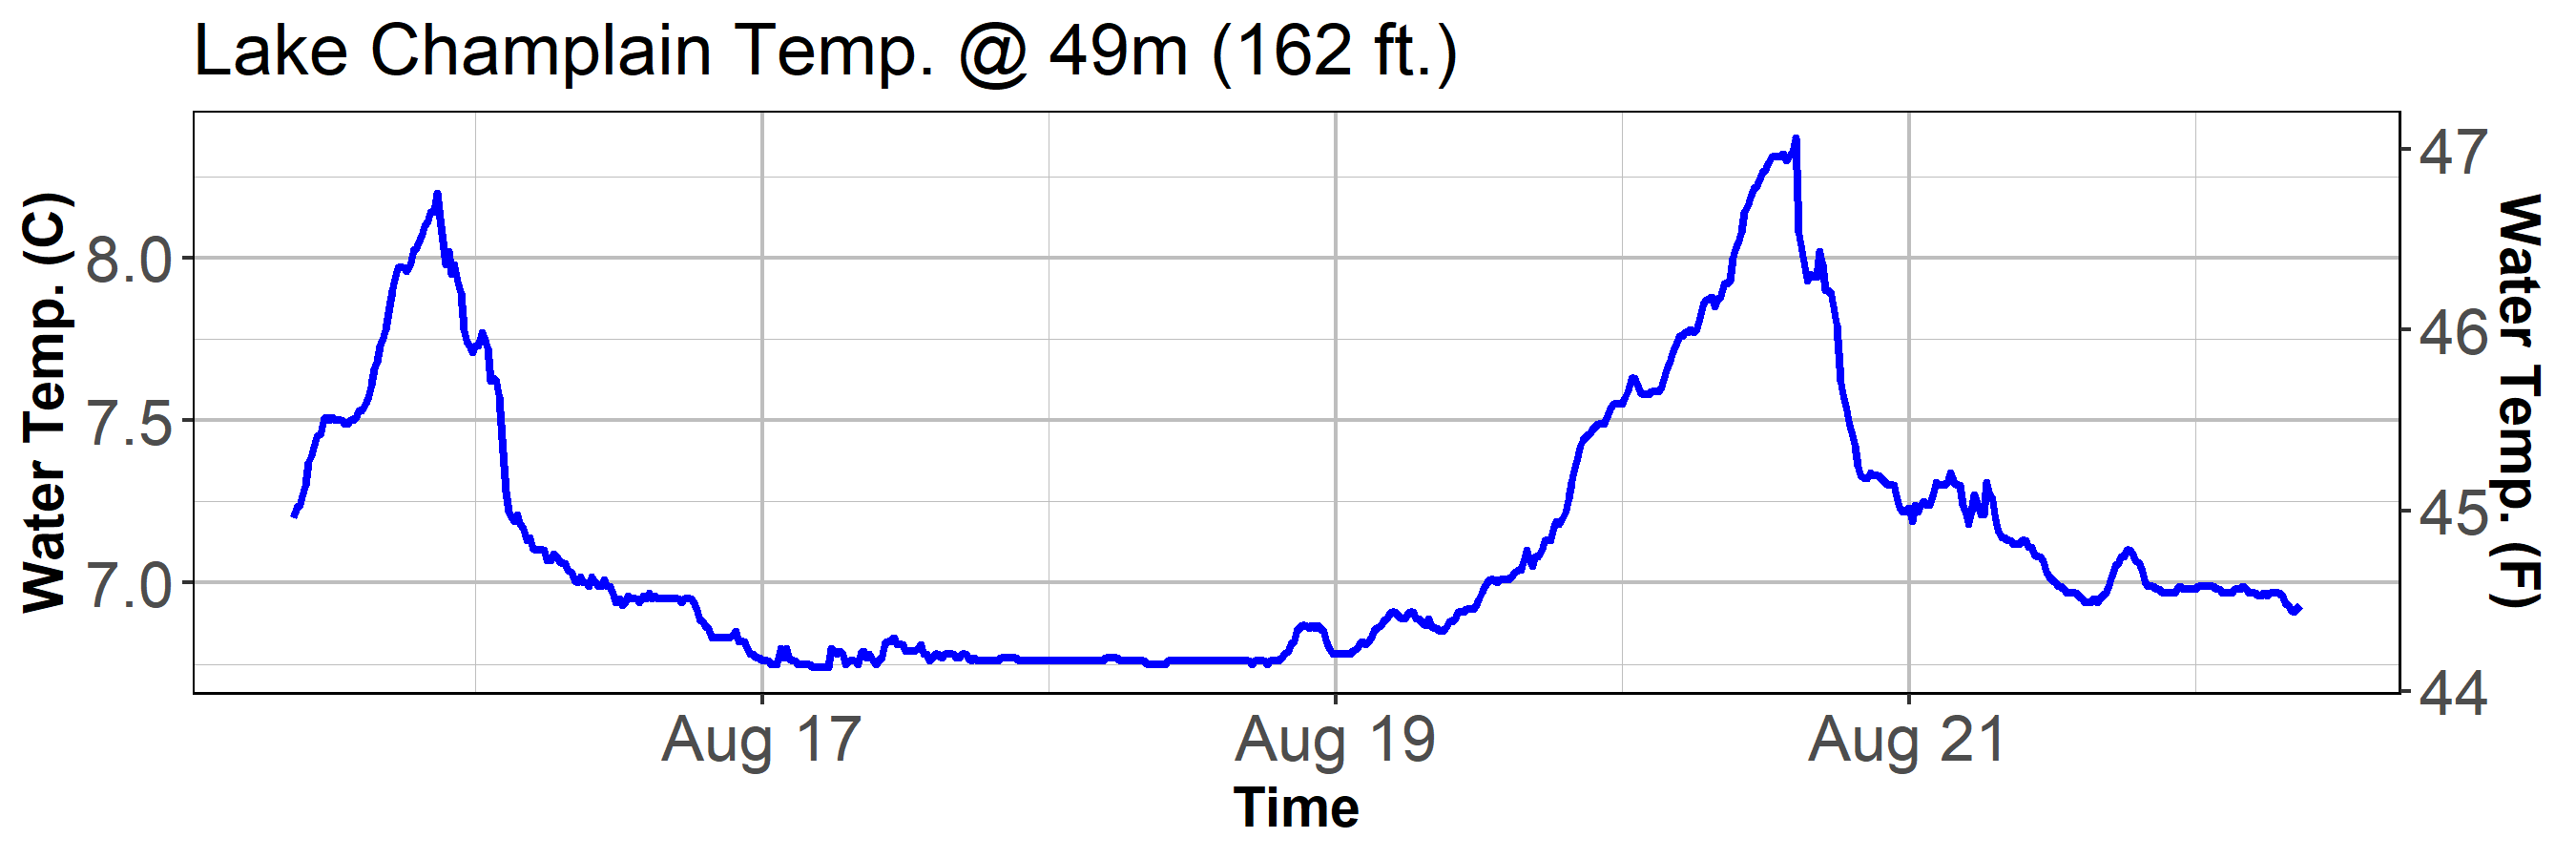 Lake Champlain Temp. @ 49m (162 ft.)
Water Temp. (C)
8.0
7.5
7.0
47
46
45
44
Water Temp. (F)
Aug 17 Aug 19 Aug 21
Time